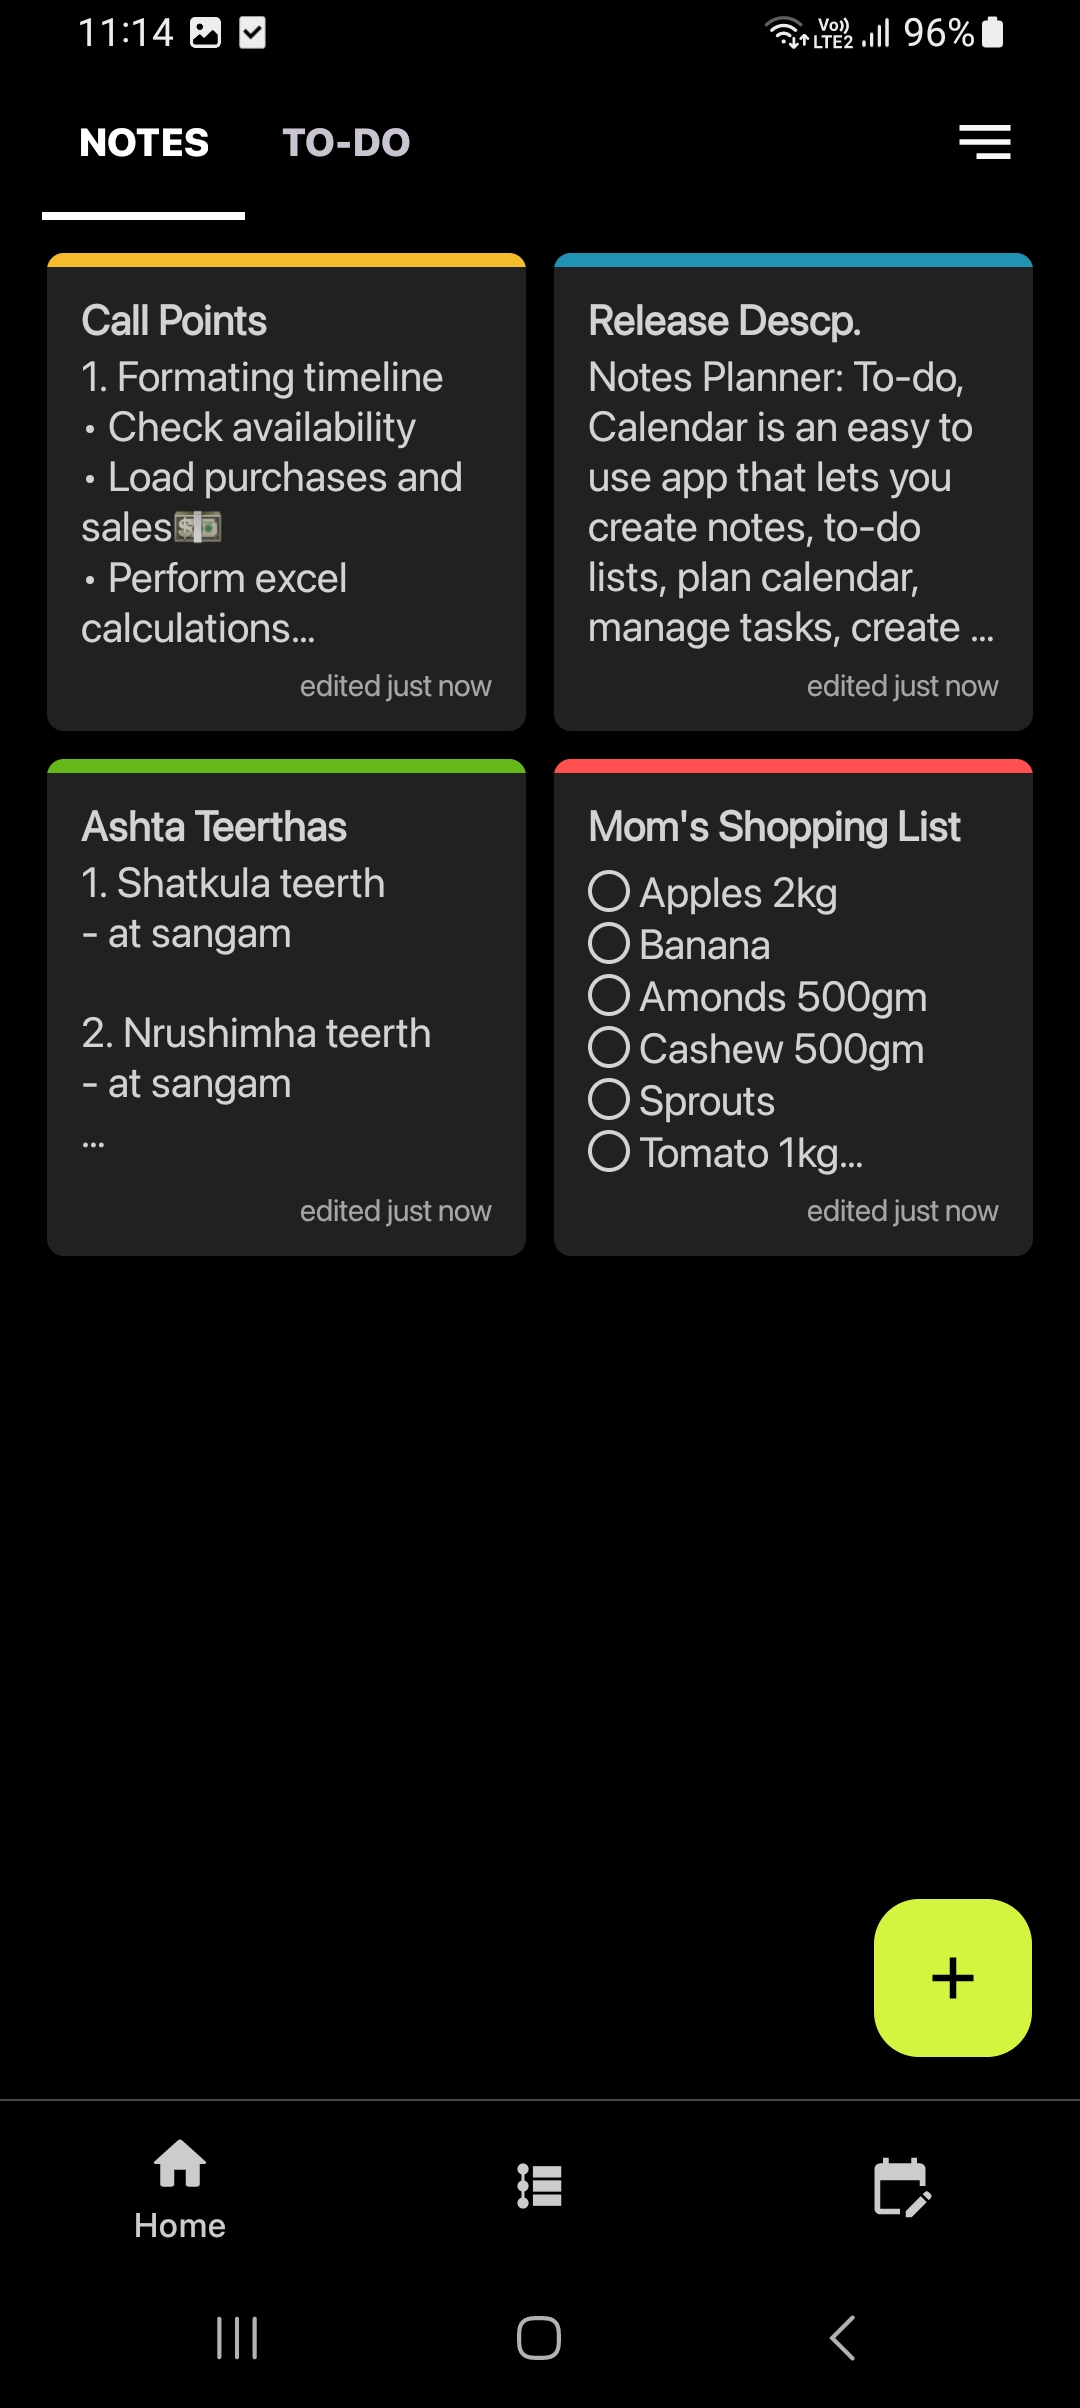 11:14
Vo)) LTE2
96%
NOTES
TO-DO
Call Points
1. Formating timeline
• Check availability
• Load purchases and
sales💵
• Perform excel
calculations...
edited just now
Release Descp.
Notes Planner: To-do,
Calendar is an easy to
use app that lets you
create notes, to-do
lists, plan calendar,
manage tasks, create ...
edited just now
Ashta Teerthas
1. Shatkula teerth
- at sangam
2. Nrushimha teerth
- at sangam
...
edited just now
Mom's Shopping List
Apples 2kg
Banana
Amonds 500gm
Cashew 500gm
Sprouts
Tomato 1kg...
edited just now
+
Home